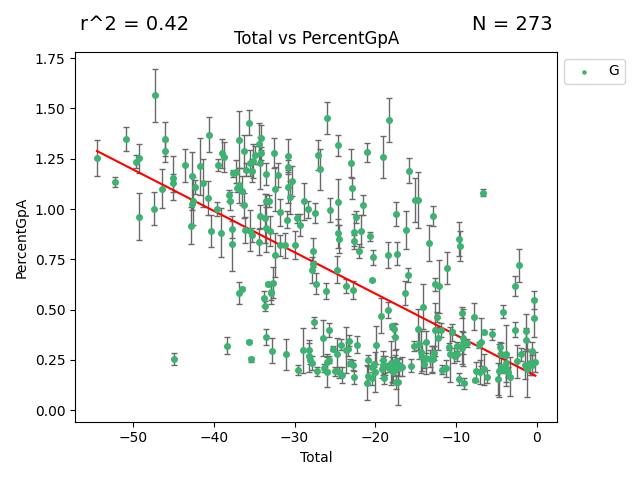 r^2 = 0.42
N = 273
Total vs PercentGpA
G
PercentGpA
1.75
1.50
1.25
1.00
0.75
0.50
0.25
0.00
−50 −40 −30 −20 −10 0
Total